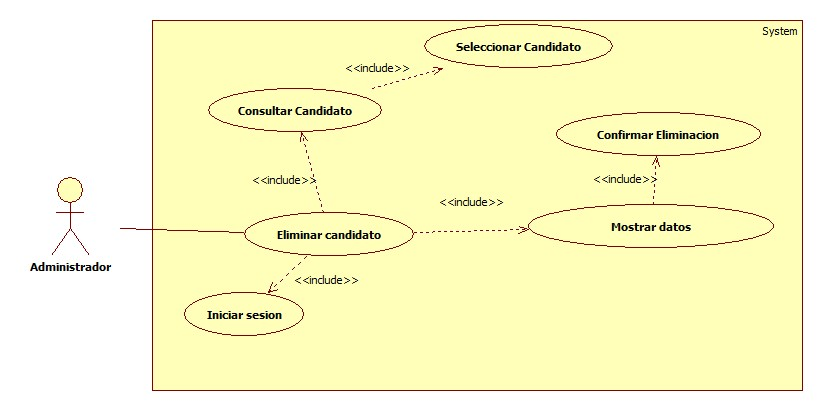 System
Seleccionar Candidato
<<include>>
Consultar Candidato
Confirmar Eliminacion
<<include>>
<<include>>
<<include>>
Eliminar candidato
Mostrar datos
Administrador
<<include>>
Iniciar sesion